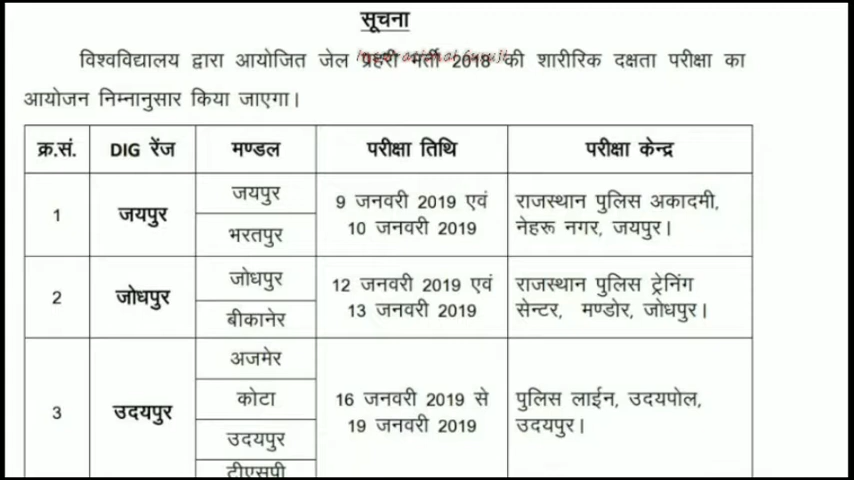 सूचना
विश्वविद्यालय द्वारा आयोजित जेल प्रहरी भर्ती 2018 की शारीरिक दक्षता परीक्षा का
आयोजन निम्नानुसार किया जाएगा।
क्र.सं. DIG रेंज मण्डल परीक्षा तिथि परीक्षा केन्द्र
1 जयपुर जयपुर 9 जनवरी 2019 एवं राजस्थान पुलिस अकादमी,
भरतपुर 10 जनवरी 2019 नेहरू नगर, जयपुर।
2 जोधपुर जोधपुर 12 जनवरी 2019 एवं राजस्थान पुलिस ट्रेनिंग
बीकानेर 13 जनवरी 2019 सेन्टर, मण्डोर, जोधपुर।
अजमेर
3 उदयपुर कोटा 16 जनवरी 2019 से पुलिस लाईन, उदयपोल,
उदयपुर 19 जनवरी 2019 उदयपुर।
टीएसपी